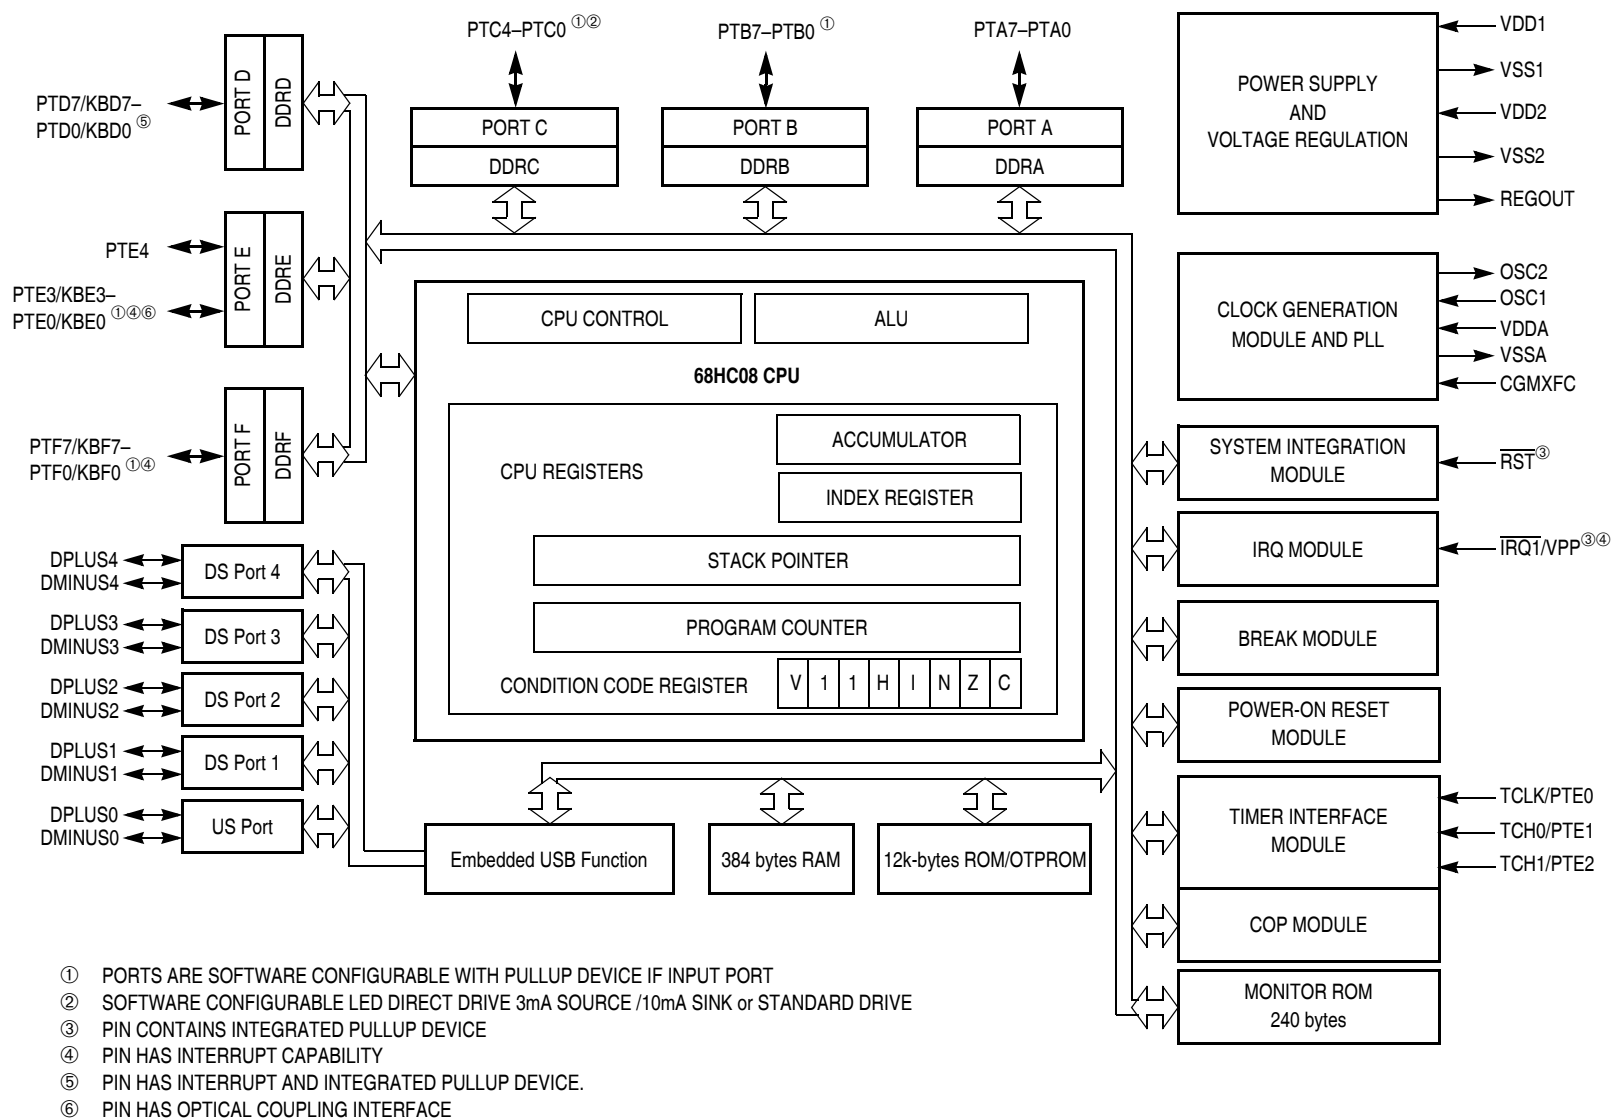 PTC4–PTC0 ①②
PTB7–PTB0 ①
PTA7–PTA0
PORT C
DDRC
PORT B
DDRB
PORT A
DDRA
PTD7/KBD7–
PTD0/KBD0 ⑤
PORT D
DDRD
PTE4
PTE3/KBE3–
PTE0/KBE0 ①④⑥
PORT E
DDRE
PTF7/KBF7–
PTF0/KBF0 ①④
PORT F
DDRF
DPLUS4
DMINUS4
DS Port 4
DPLUS3
DMINUS3
DS Port 3
DPLUS2
DMINUS2
DS Port 2
DPLUS1
DMINUS1
DS Port 1
DPLUS0
DMINUS0
US Port
CPU CONTROL
ALU
68HC08 CPU
CPU REGISTERS
ACCUMULATOR
INDEX REGISTER
STACK POINTER
PROGRAM COUNTER
CONDITION CODE REGISTER
V 1 1 H I N Z C
Embedded USB Function
384 bytes RAM
12k-bytes ROM/OTPROM
POWER SUPPLY
AND
VOLTAGE REGULATION
VDD1
VSS1
VDD2
VSS2
REGOUT
CLOCK GENERATION
MODULE AND PLL
OSC2
OSC1
VDDA
VSSA
CGMXFC
SYSTEM INTEGRATION
MODULE
RST③
IRQ MODULE
IRQ1/VPP③④
BREAK MODULE
POWER-ON RESET
MODULE
TIMER INTERFACE
MODULE
TCLK/PTE0
TCH0/PTE1
TCH1/PTE2
COP MODULE
MONITOR ROM
240 bytes
① PORTS ARE SOFTWARE CONFIGURABLE WITH PULLUP DEVICE IF INPUT PORT
② SOFTWARE CONFIGURABLE LED DIRECT DRIVE 3mA SOURCE /10mA SINK or STANDARD DRIVE
③ PIN CONTAINS INTEGRATED PULLUP DEVICE
④ PIN HAS INTERRUPT CAPABILITY
⑤ PIN HAS INTERRUPT AND INTEGRATED PULLUP DEVICE.
⑥ PIN HAS OPTICAL COUPLING INTERFACE